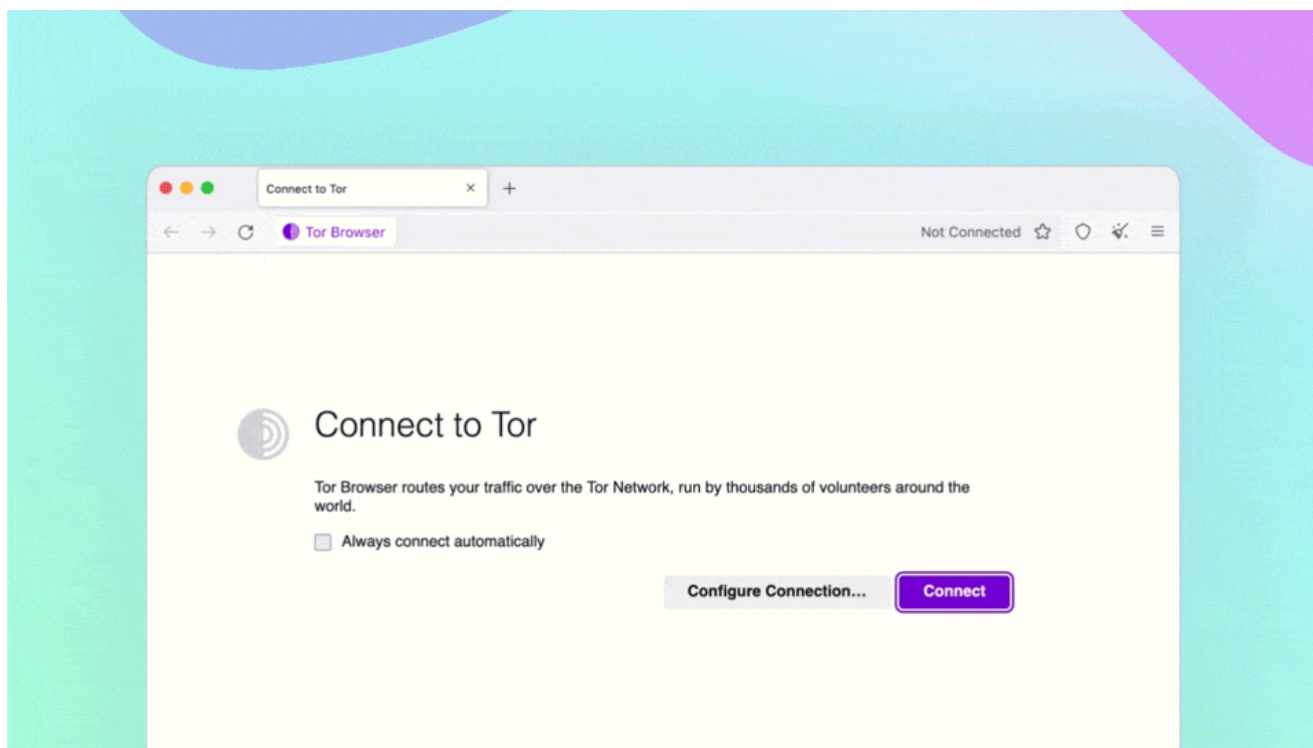 Connect to Tor
Tor Browser
Not Connected
Connect to Tor
Tor Browser routes your traffic over the Tor Network, run by thousands of volunteers around the
world.
Always connect automatically
Configure Connection...
Connect